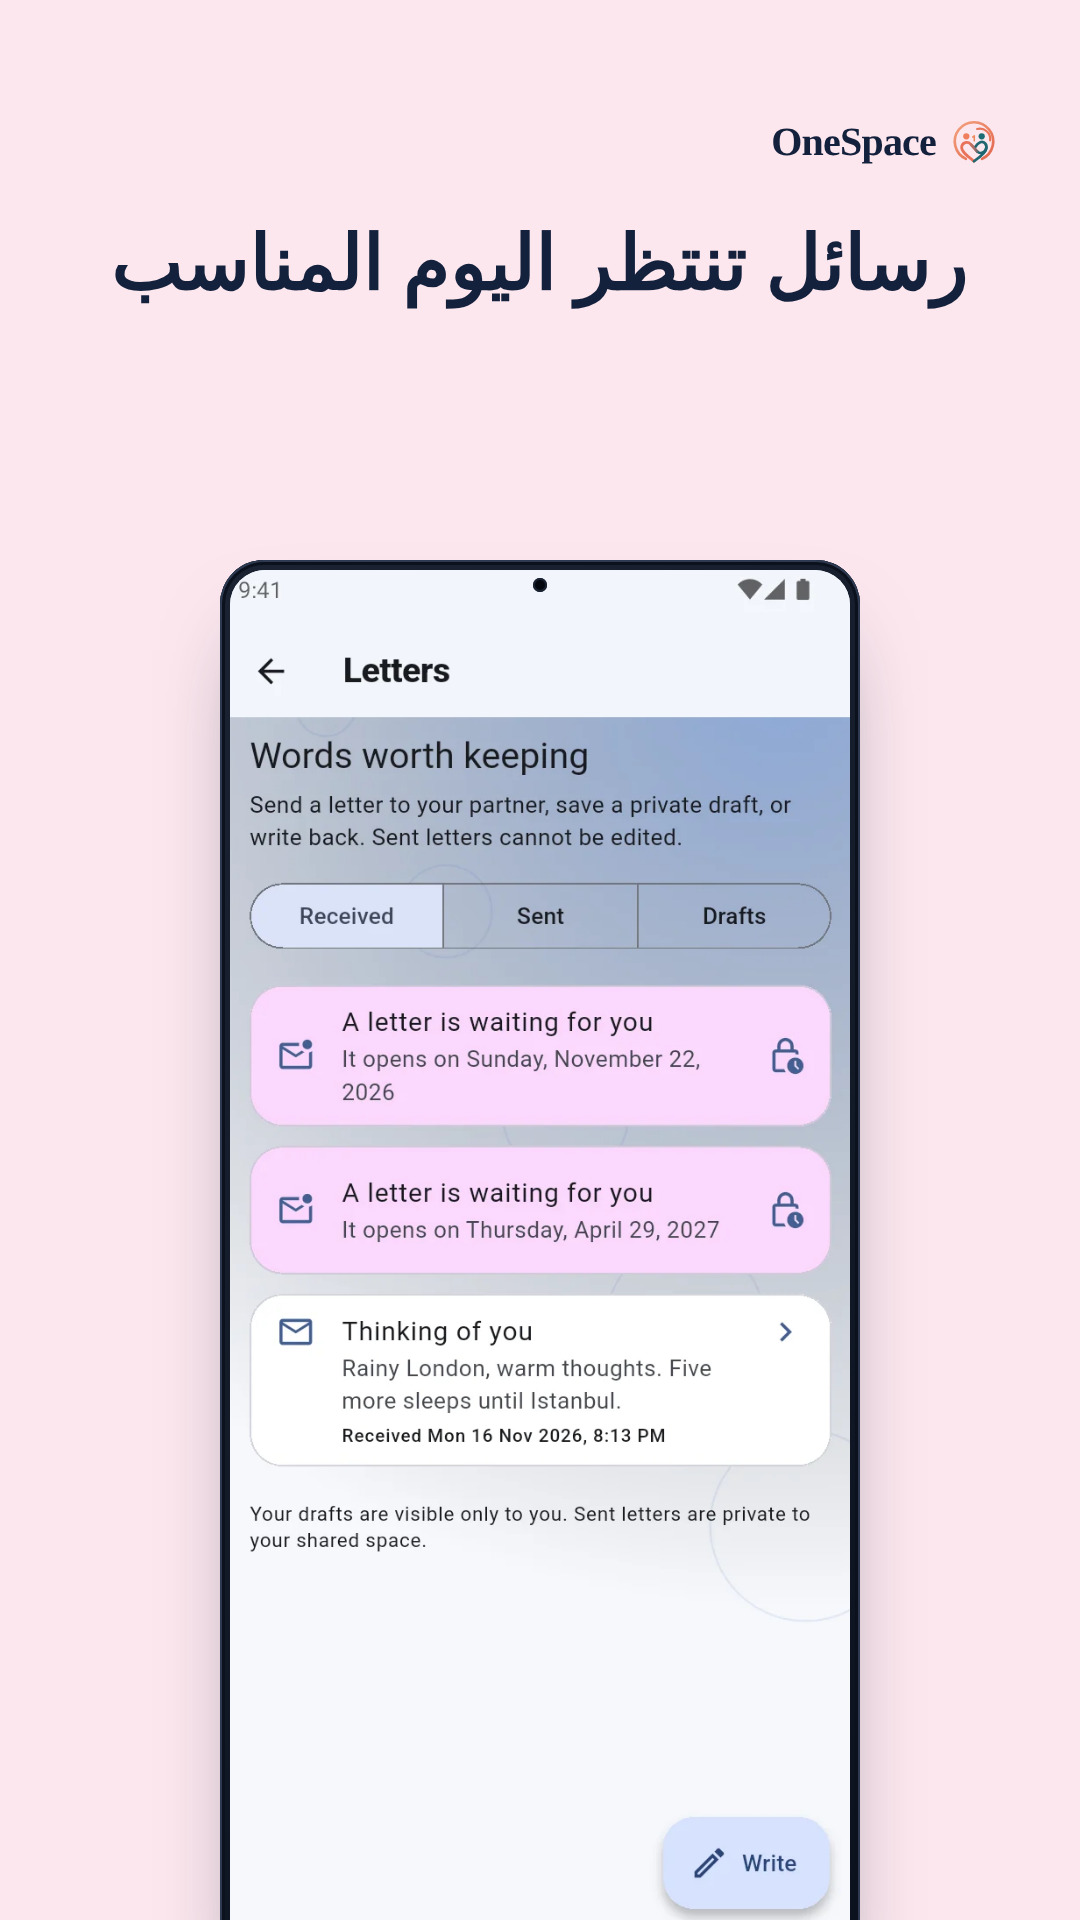 OneSpace
رسائل تنتظر اليوم المناسب
9:41
Letters
Words worth keeping
Send a letter to your partner, save a private draft, or
write back. Sent letters cannot be edited.
Received
Sent
Drafts
A letter is waiting for you
It opens on Sunday, November 22,
2026
A letter is waiting for you
It opens on Thursday, April 29, 2027
Thinking of you
Rainy London, warm thoughts. Five
more sleeps until Istanbul.
Received Mon 16 Nov 2026, 8:13 PM
Your drafts are visible only to you. Sent letters are private to
your shared space.
Write